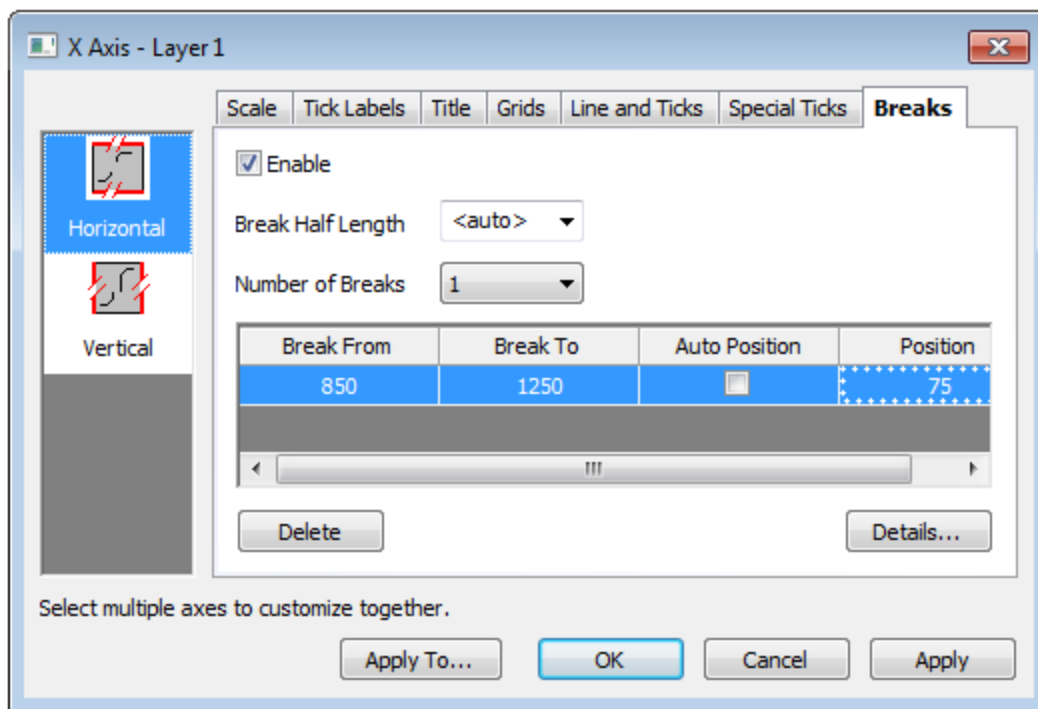 X Axis - Layer 1
Scale Tick Labels Title Grids Line and Ticks Special Ticks Breaks
Horizontal
Vertical
Enable
Break Half Length <auto>
Number of Breaks 1
Break From Break To Auto Position Position
850 1250 75
Delete Details...
Select multiple axes to customize together.
Apply To... OK Cancel Apply